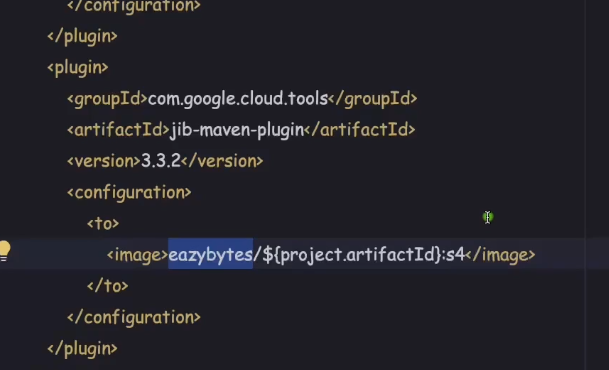 </configuration>
</plugin>
<plugin>
<groupId>com.google.cloud.tools</groupId>
<artifactId>jib-maven-plugin</artifactId>
<version>3.3.2</version>
<configuration>
<to>
<image>eazybytes/${project.artifactId}:s4</image>
</to>
</configuration>
</plugin>